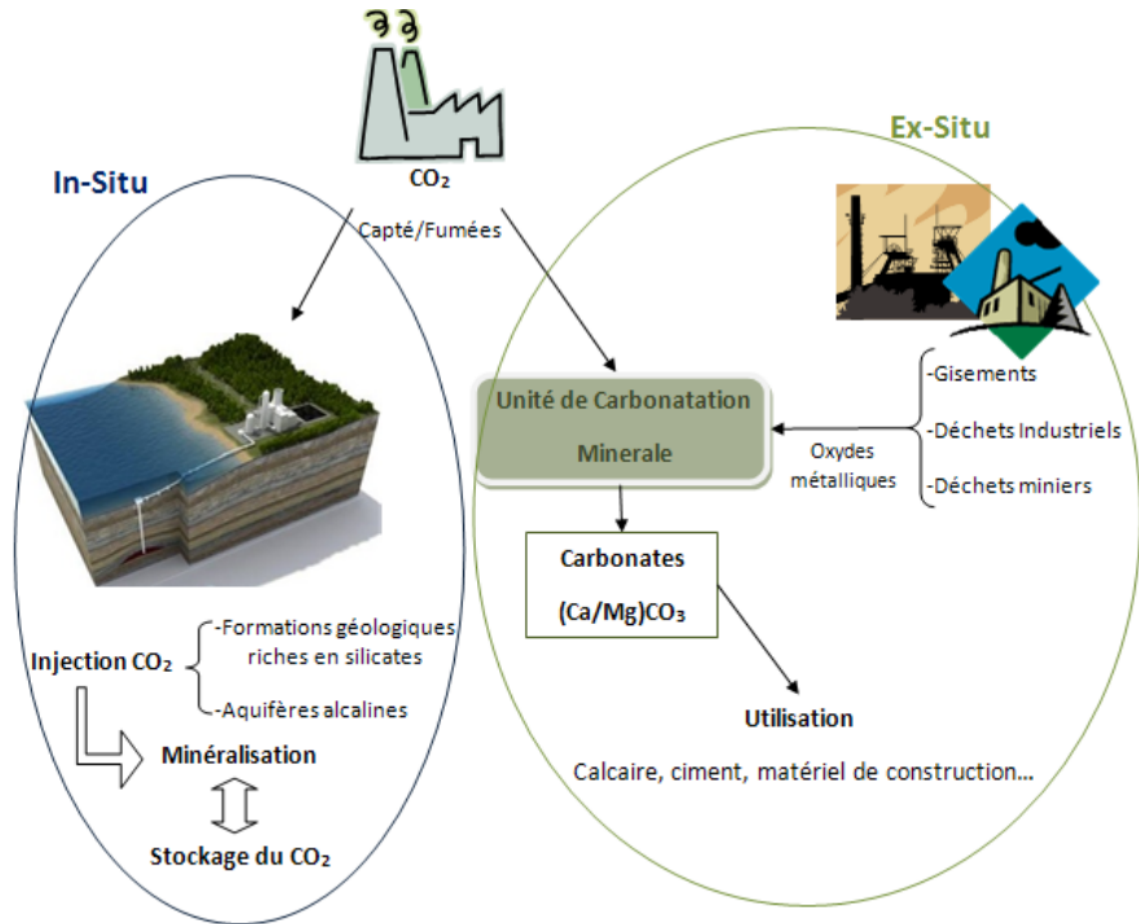 CO₂
Capté/Fumées
In-Situ
-Formations géologiques
riches en silicates
Injection CO₂
-Aquifères alcalines
Minéralisation
Stockage du CO₂
Ex-Situ
-Gisements
-Déchets Industriels
-Déchets miniers
Oxydes
métalliques
Unité de Carbonatation
Minerale
Carbonates
(Ca/Mg)CO₃
Utilisation
Calcaire, ciment, matériel de construction...